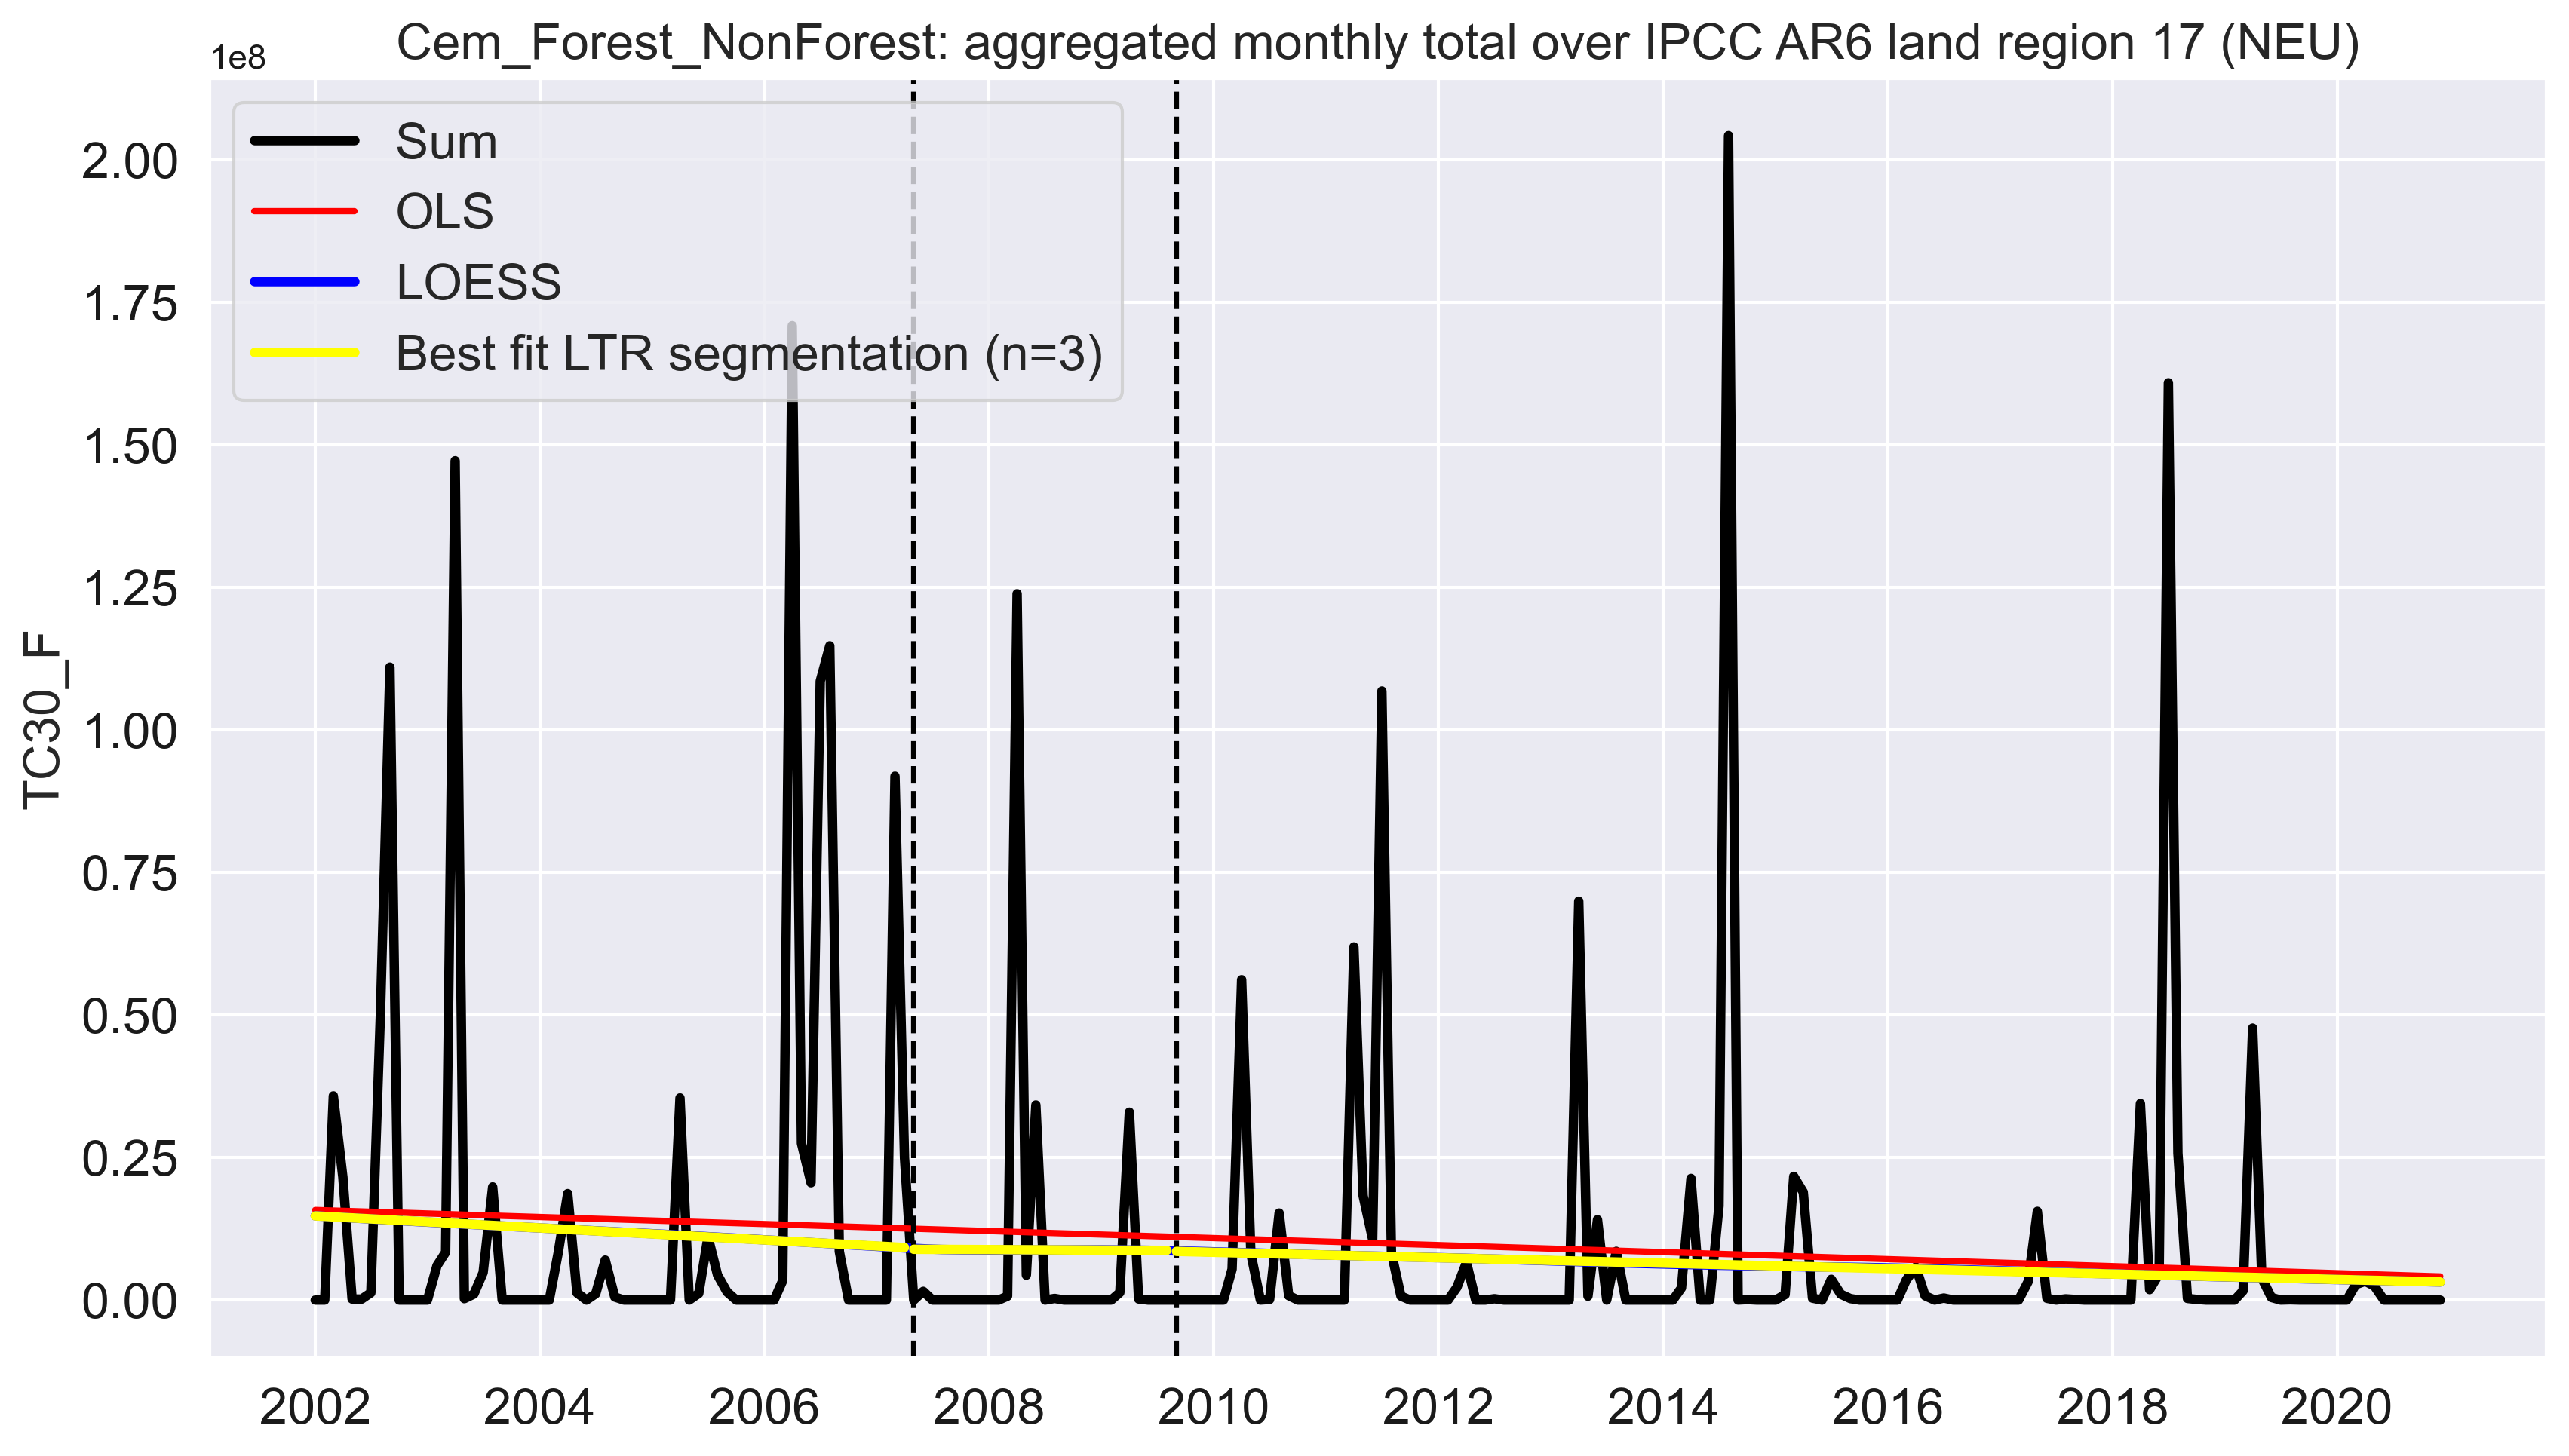 Cem_Forest_NonForest: aggregated monthly total over IPCC AR6 land region 17 (NEU)
1e8
Sum
OLS
LOESS
Best fit LTR segmentation (n=3)
2.00
1.75
1.50
1.25
1.00
0.75
0.50
0.25
0.00
TC30_F
2002 2004 2006 2008 2010 2012 2014 2016 2018 2020